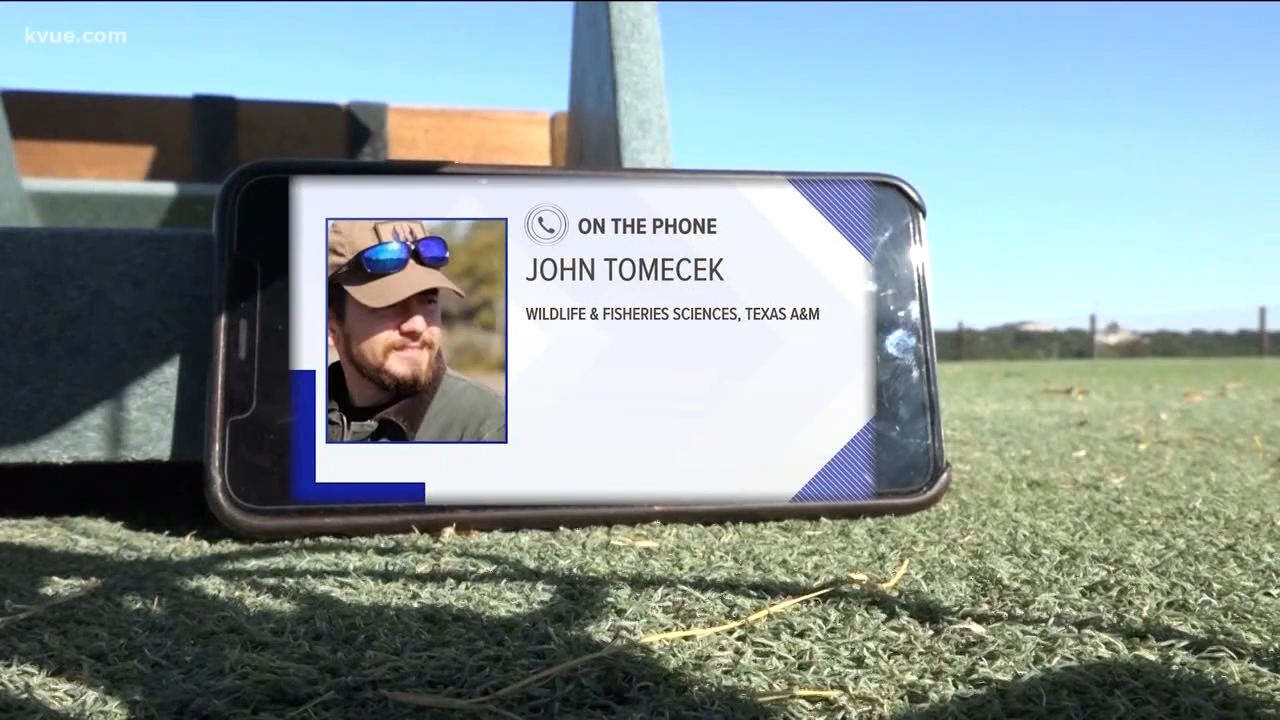 kvue.com
ON THE PHONE
JOHN TOMECEK
WILDLIFE & FISHERIES SCIENCES, TEXAS A&M